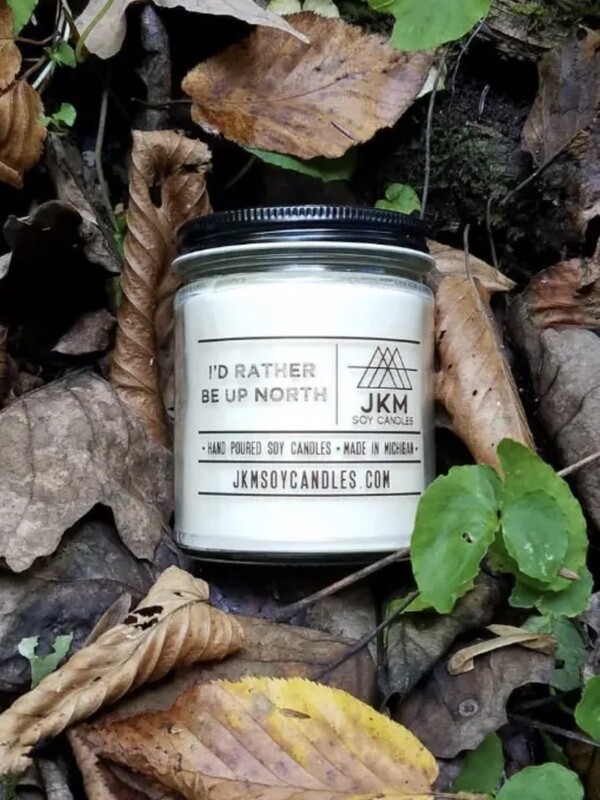 I'D RATHER
BE UP NORTH
JKM
SOY CANDLES
• HAND POURED SOY CANDLES • MADE IN MICHIGAN •
JKMSOYCANDLES.COM